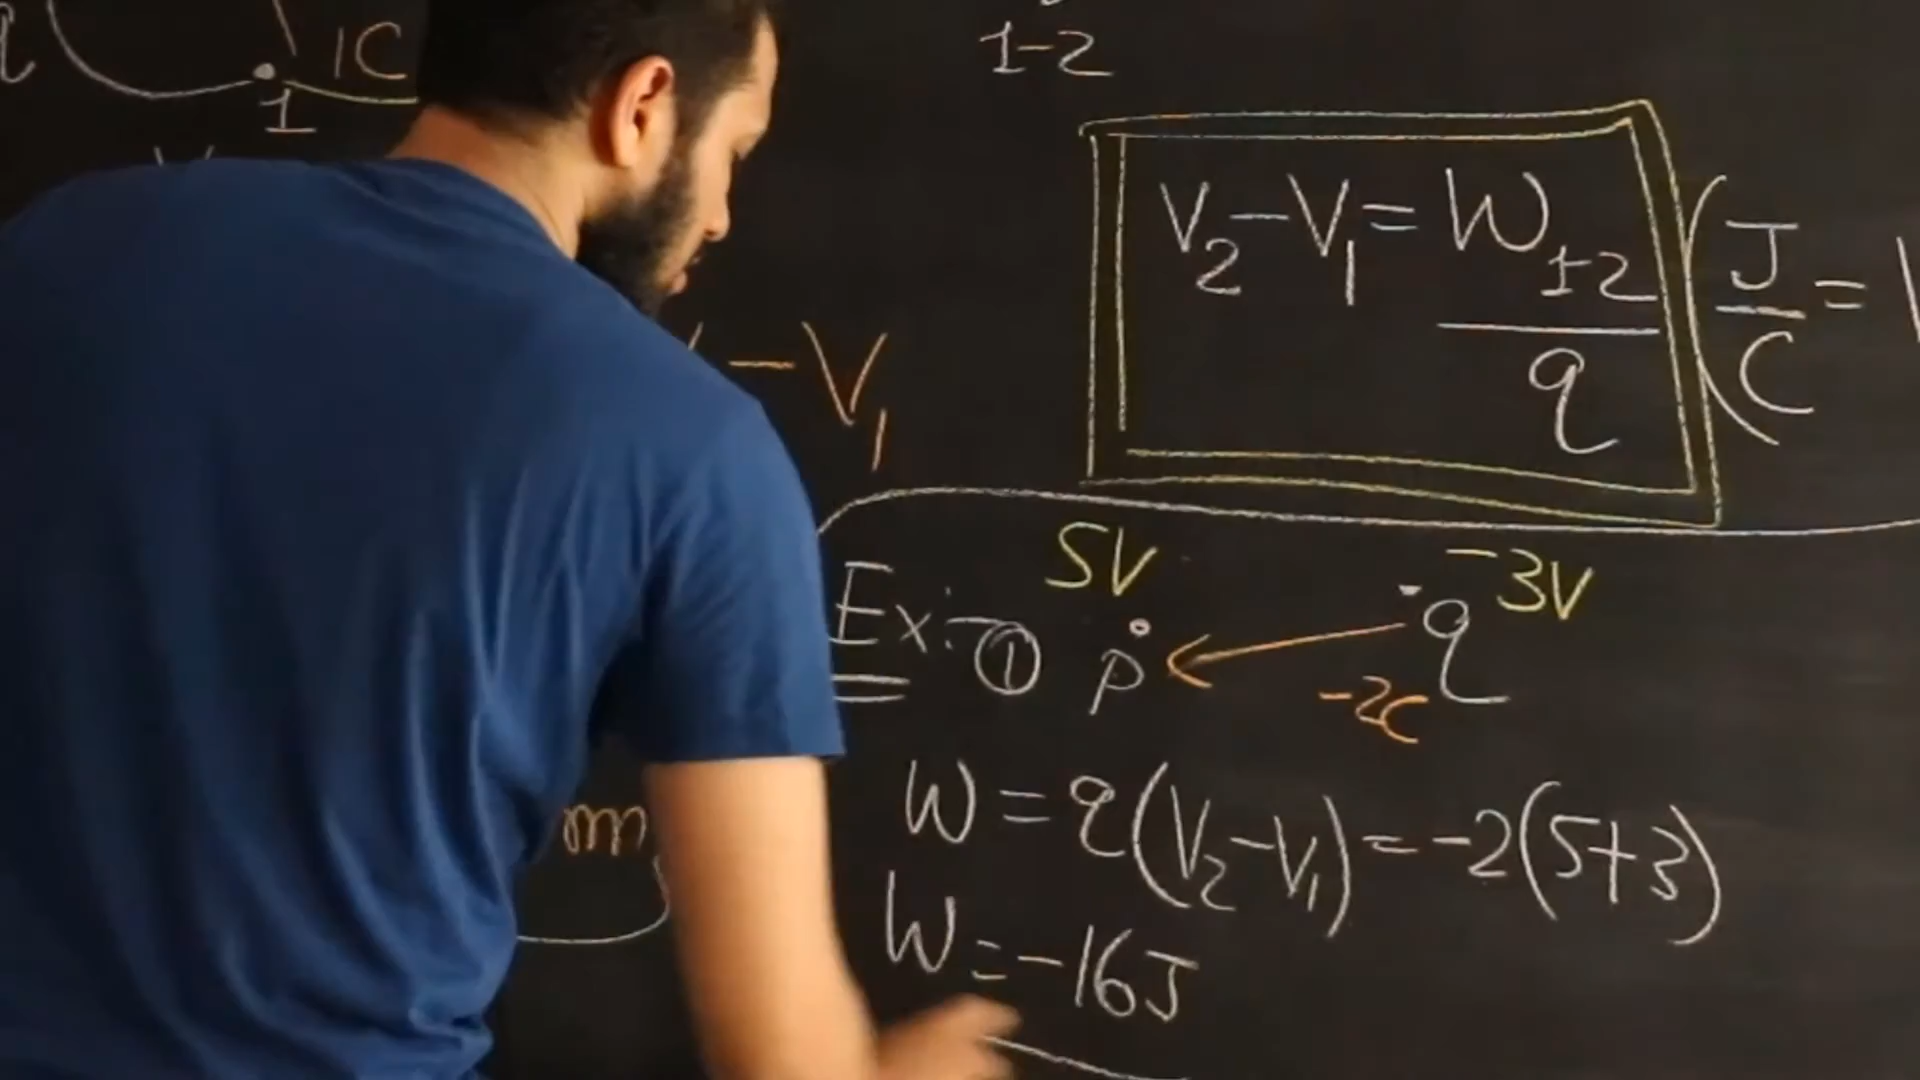 q
1C
1
1-2
V2-V1= W1-2
q
J
C
=
- V1
5V
-3V
Ex:- ① p
q
-2C
W = q(V2-V1) = -2(5+3)
m
W = -16J